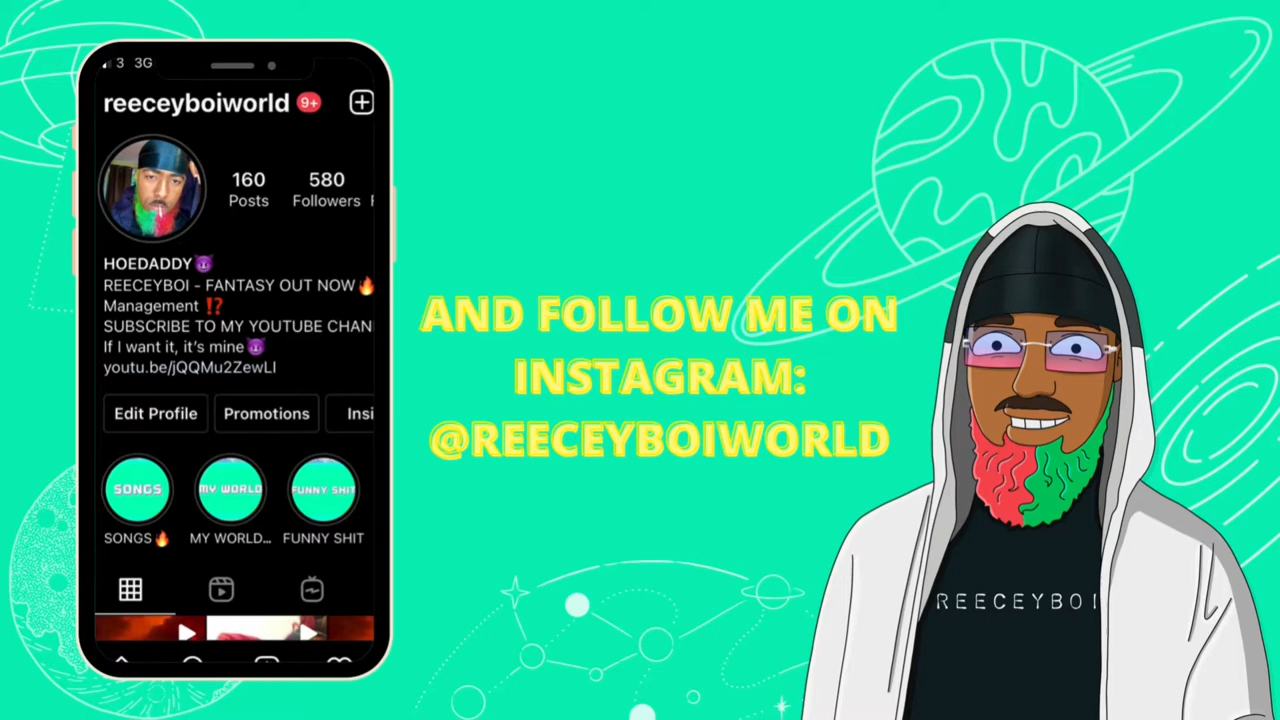 3 3G
reeceyboiworld 9+
160 580
Posts Followers
HOEDADDY😈
REECEYBOI - FANTASY OUT NOW🔥
Management ⁉️
SUBSCRIBE TO MY YOUTUBE CHAN
If I want it, it's mine😈
youtu.be/jQQMu2ZewLI
Edit Profile Promotions Insi
SONGS MY WORLD FUNNY SHIT
SONGS🔥 MY WORLD... FUNNY SHIT
AND FOLLOW ME ON
INSTAGRAM:
@REECEYBOIWORLD
REECEYBOI